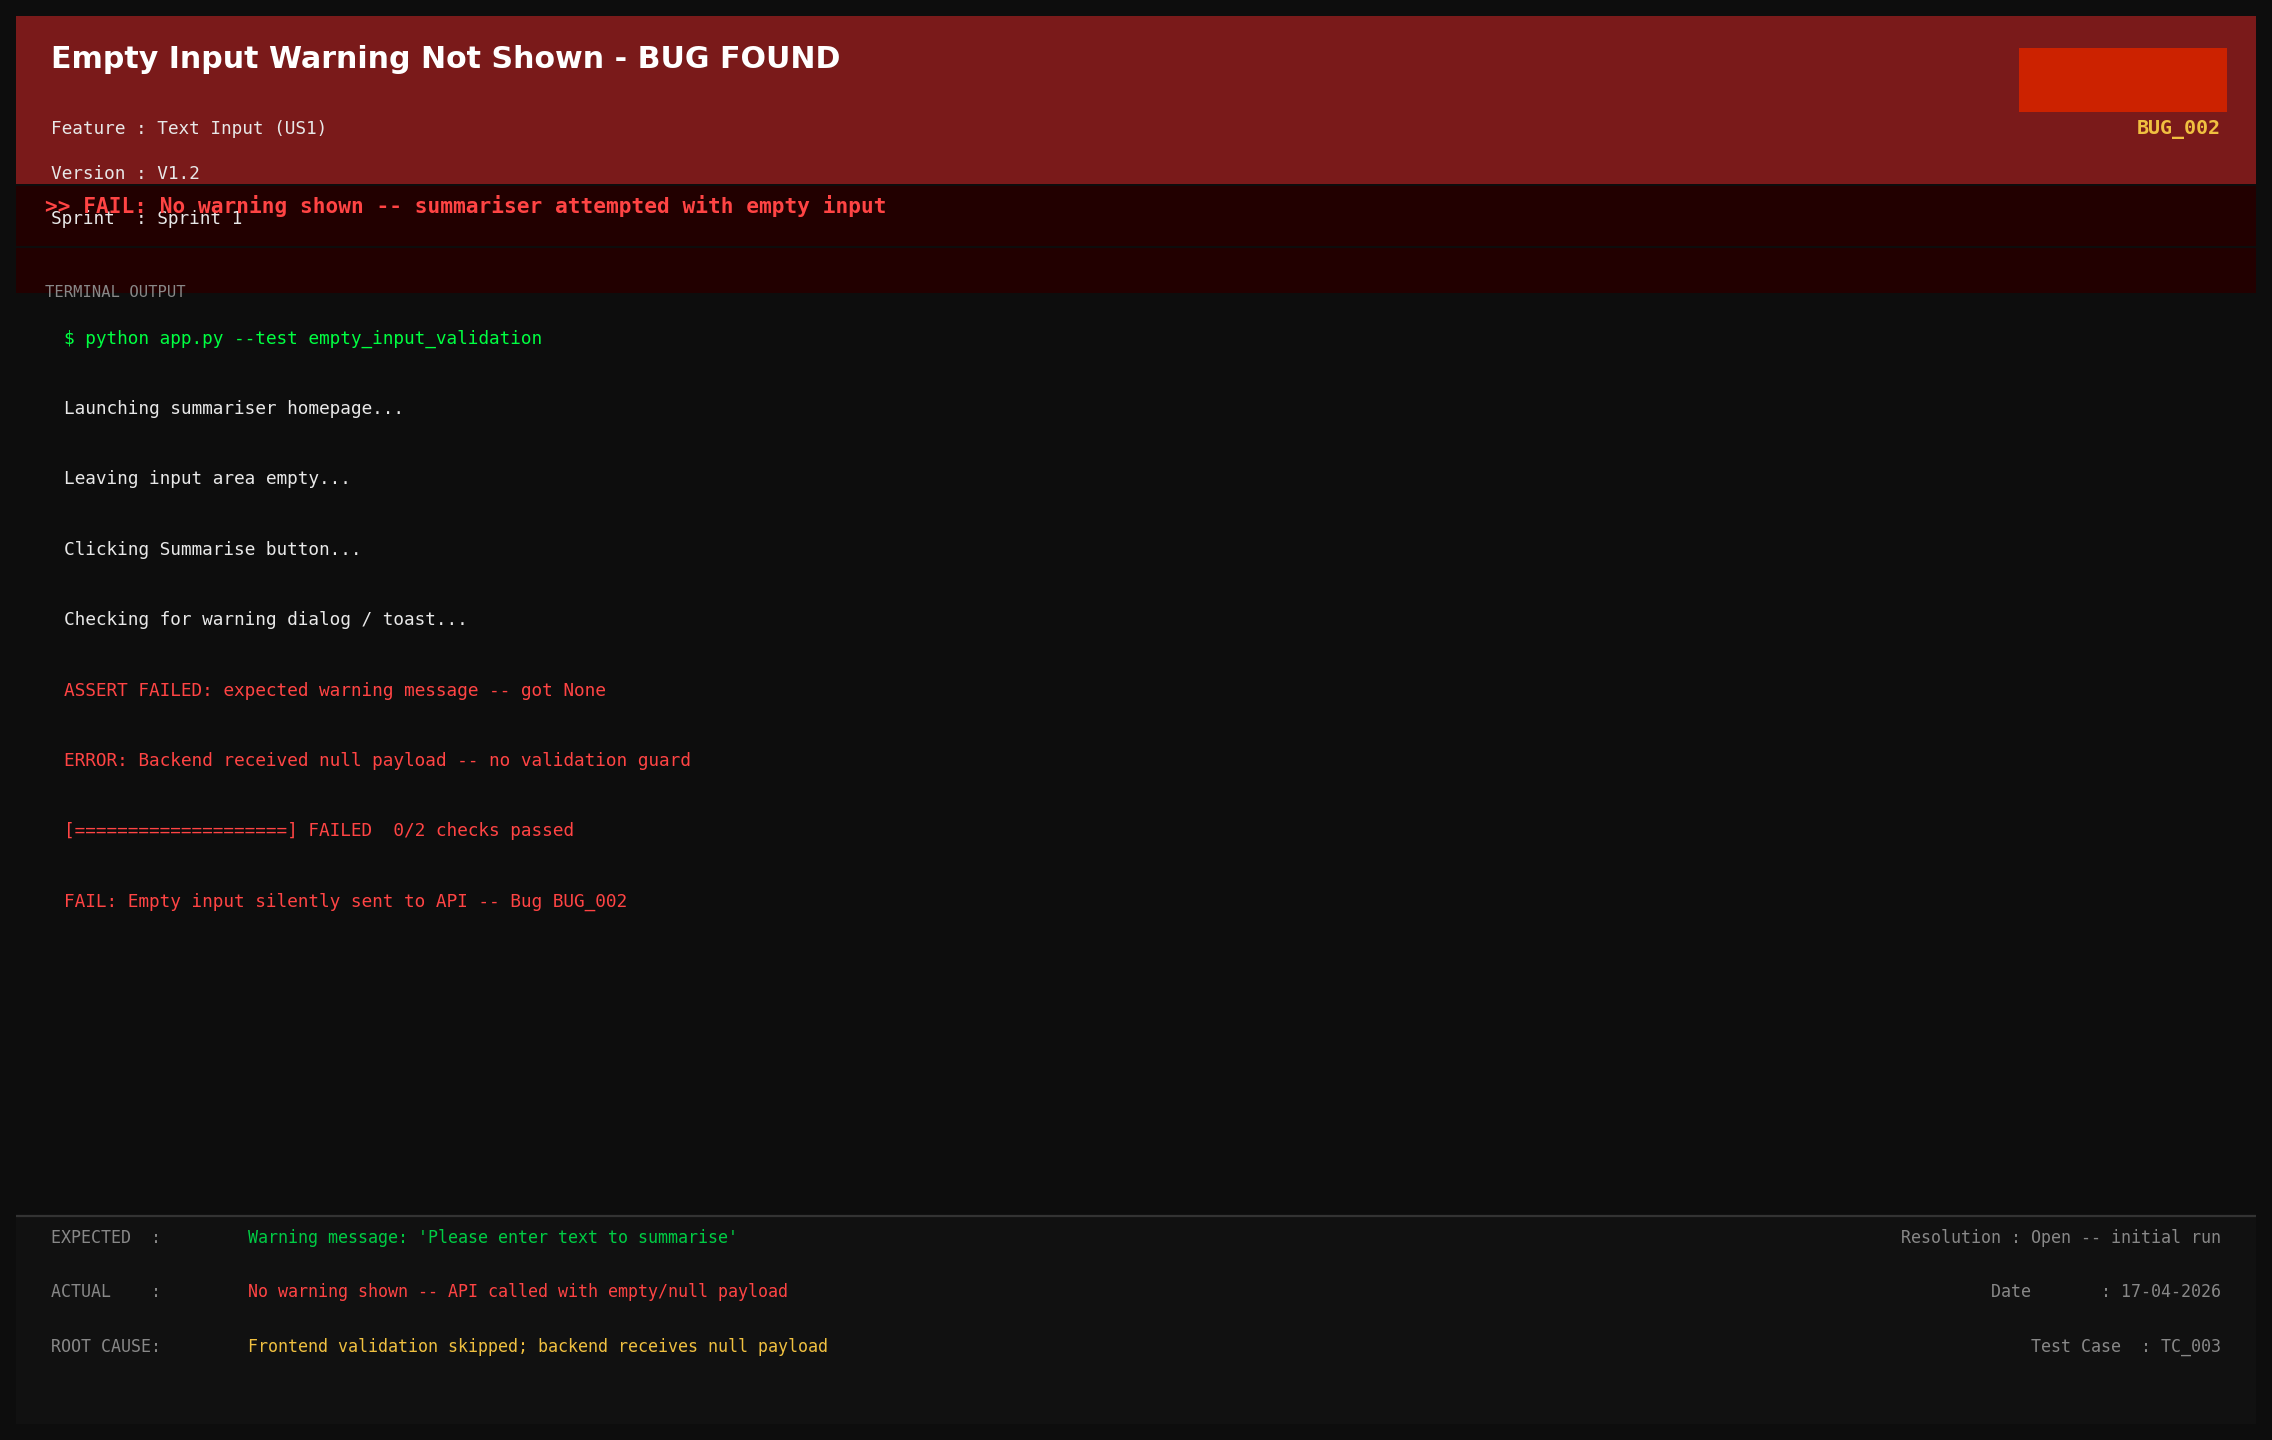 Empty Input Warning Not Shown - BUG FOUND
Feature : Text Input (US1)
BUG_002
Version : V1.2
>> FAIL: No warning shown -- summariser attempted with empty input
Sprint  : Sprint 1
TERMINAL OUTPUT
$ python app.py --test empty_input_validation
Launching summariser homepage...
Leaving input area empty...
Clicking Summarise button...
Checking for warning dialog / toast...
ASSERT FAILED: expected warning message -- got None
ERROR: Backend received null payload -- no validation guard
[====================] FAILED  0/2 checks passed
FAIL: Empty input silently sent to API -- Bug BUG_002
EXPECTED  : Warning message: 'Please enter text to summarise'
Resolution : Open -- initial run
ACTUAL    : No warning shown -- API called with empty/null payload
Date       : 17-04-2026
ROOT CAUSE: Frontend validation skipped; backend receives null payload
Test Case  : TC_003